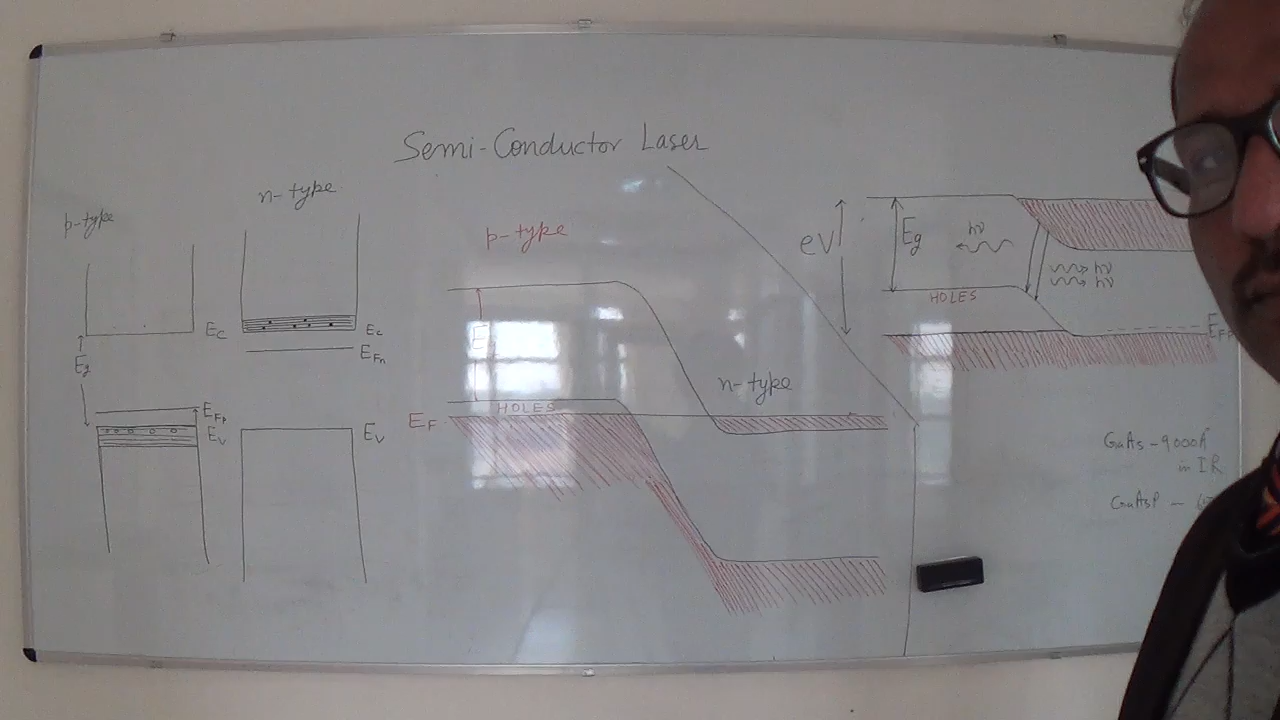 Semi-Conductor Laser
p-type
n-type
Ec
Ec
EFn
Eg
EFp
Ev
Ev
p-type
HOLES
EF
n-type
eV
Eg
hν
hν
hν
HOLES
GaAs - 9000Å
in IR
GaAsP -